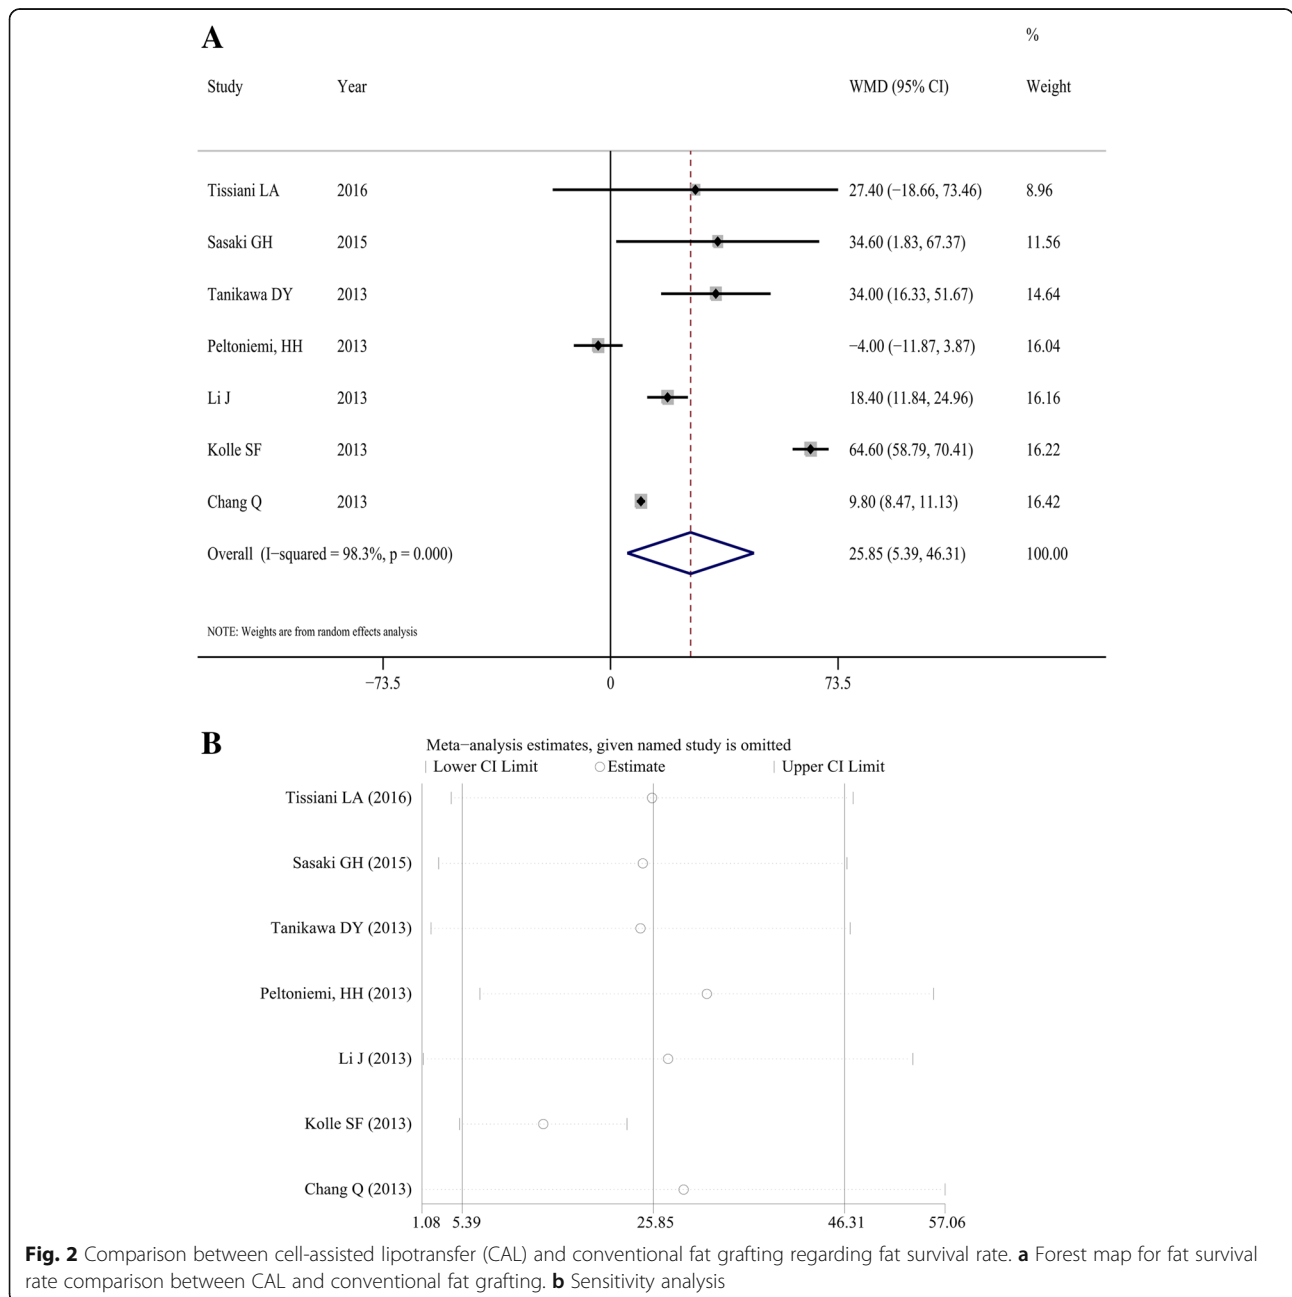 A
%
Study Year WMD (95% CI) Weight
Tissiani LA 2016 27.40 (−18.66, 73.46) 8.96
Sasaki GH 2015 34.60 (1.83, 67.37) 11.56
Tanikawa DY 2013 34.00 (16.33, 51.67) 14.64
Peltoniemi, HH 2013 −4.00 (−11.87, 3.87) 16.04
Li J 2013 18.40 (11.84, 24.96) 16.16
Kolle SF 2013 64.60 (58.79, 70.41) 16.22
Chang Q 2013 9.80 (8.47, 11.13) 16.42
Overall (I−squared = 98.3%, p = 0.000) 25.85 (5.39, 46.31) 100.00
NOTE: Weights are from random effects analysis
−73.5 0 73.5
B
Meta−analysis estimates, given named study is omitted
Lower CI Limit Estimate Upper CI Limit
Tissiani LA (2016)
Sasaki GH (2015)
Tanikawa DY (2013)
Peltoniemi, HH (2013)
Li J (2013)
Kolle SF (2013)
Chang Q (2013)
1.08 5.39 25.85 46.31 57.06
Fig. 2 Comparison between cell-assisted lipotransfer (CAL) and conventional fat grafting regarding fat survival rate. a Forest map for fat survival
rate comparison between CAL and conventional fat grafting. b Sensitivity analysis